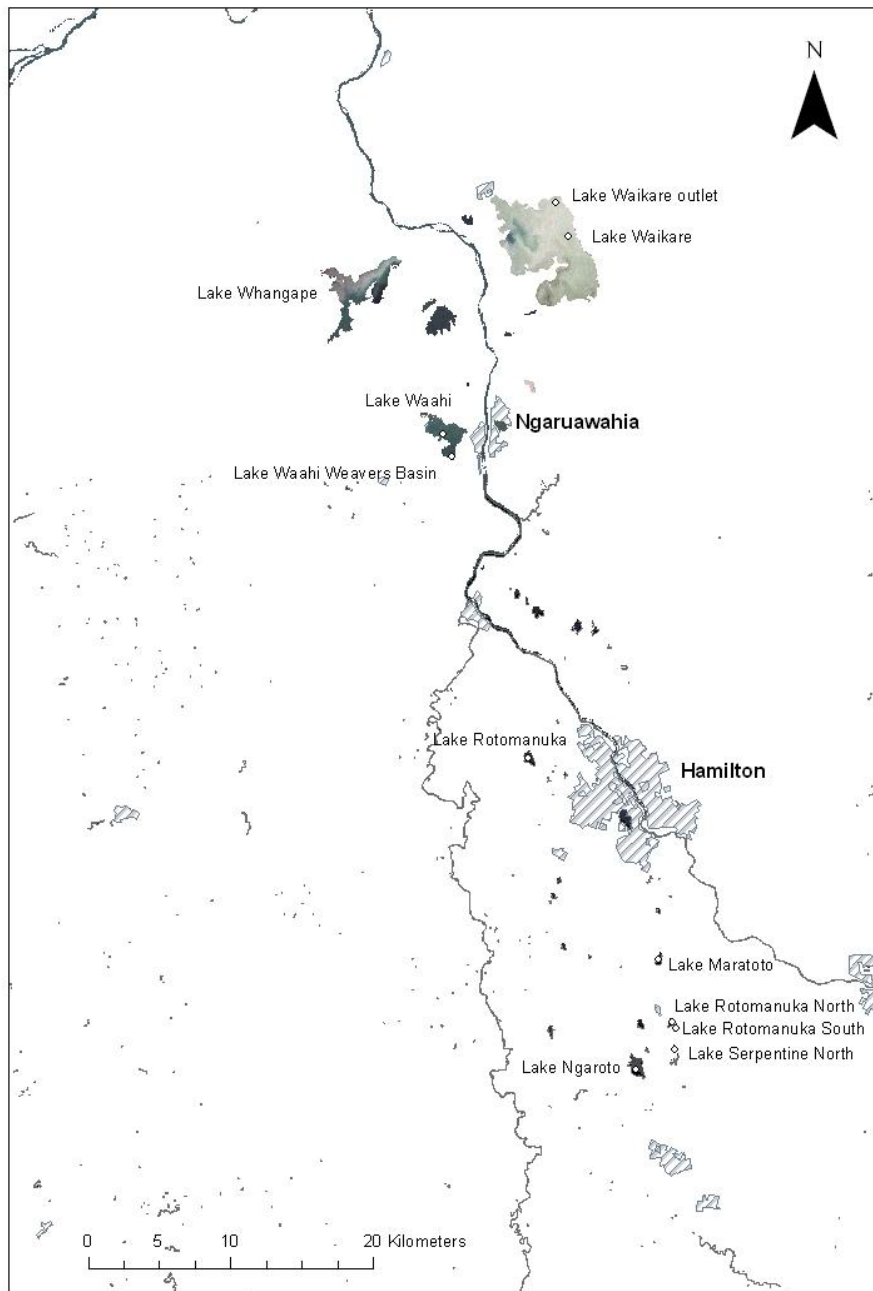 N
Lake Waikare outlet
Lake Waikare
Lake Whangape
Lake Waahi
Ngaruawahia
Lake Waahi Weavers Basin
Lake Rotomanuka
Hamilton
Lake Maratoto
Lake Rotomanuka North
Lake Rotomanuka South
Lake Serpentine North
Lake Ngaroto
0 5 10 20 Kilometers